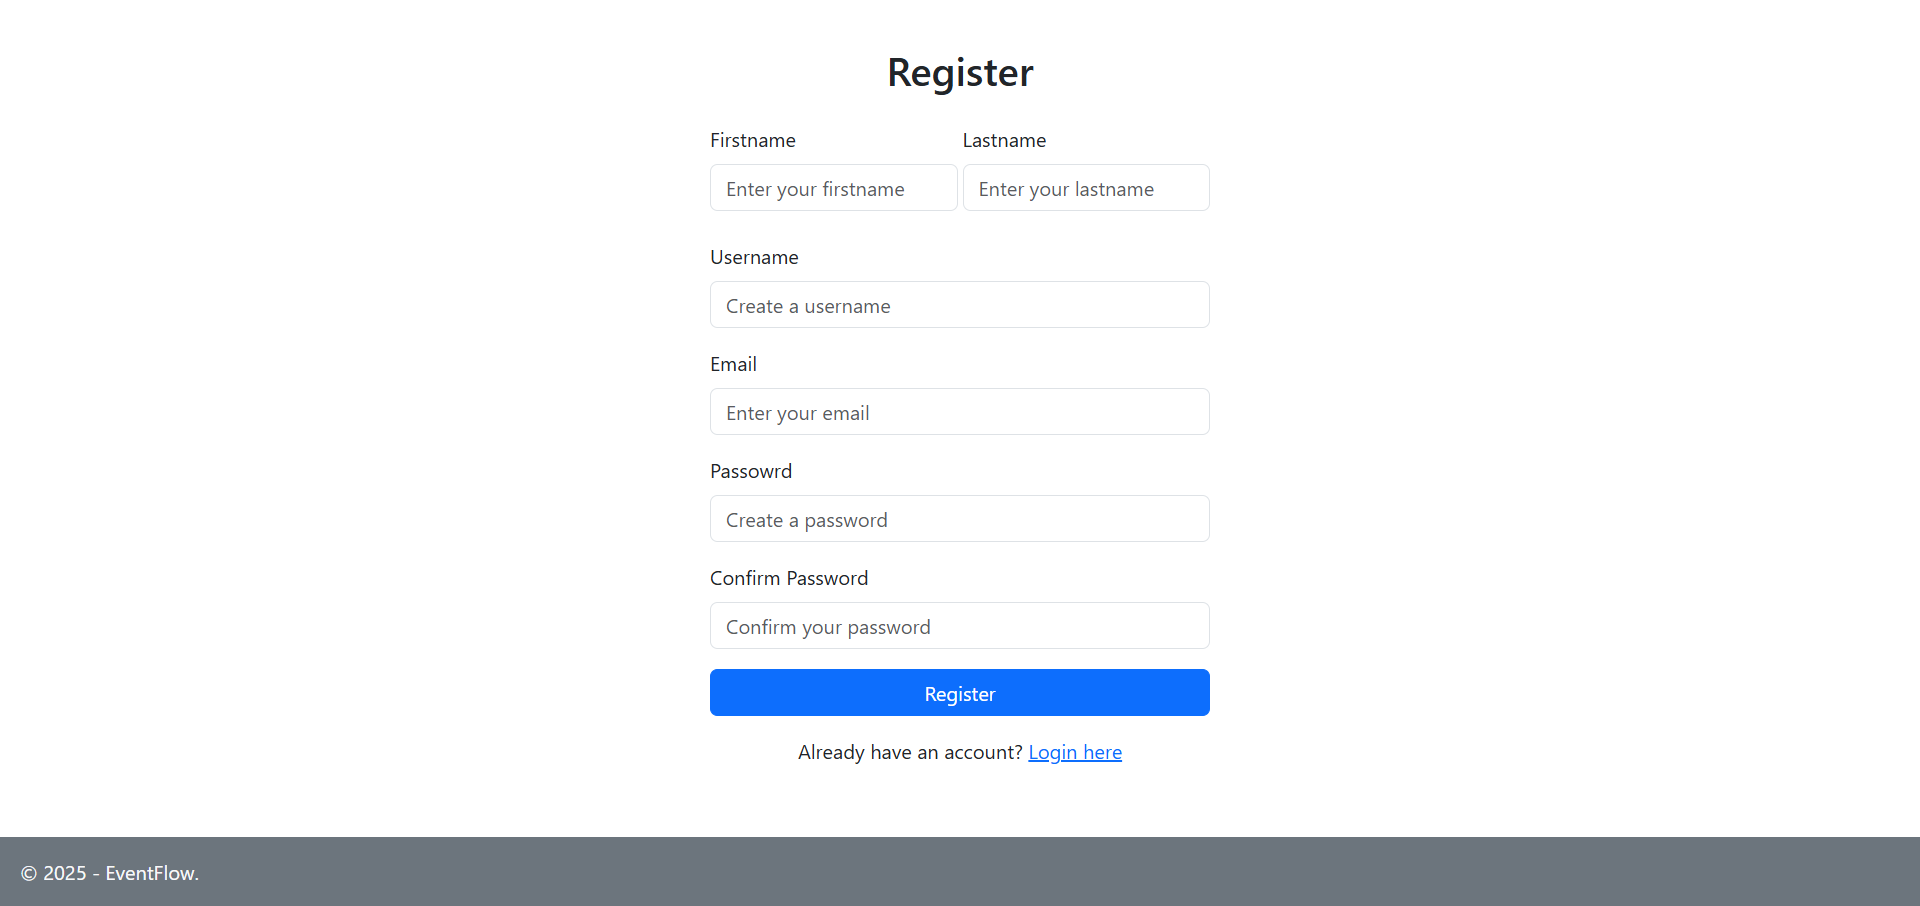 Register
Firstname Lastname
Enter your firstname Enter your lastname
Username
Create a username
Email
Enter your email
Passowrd
Create a password
Confirm Password
Confirm your password
Register
Already have an account? Login here
© 2025 - EventFlow.